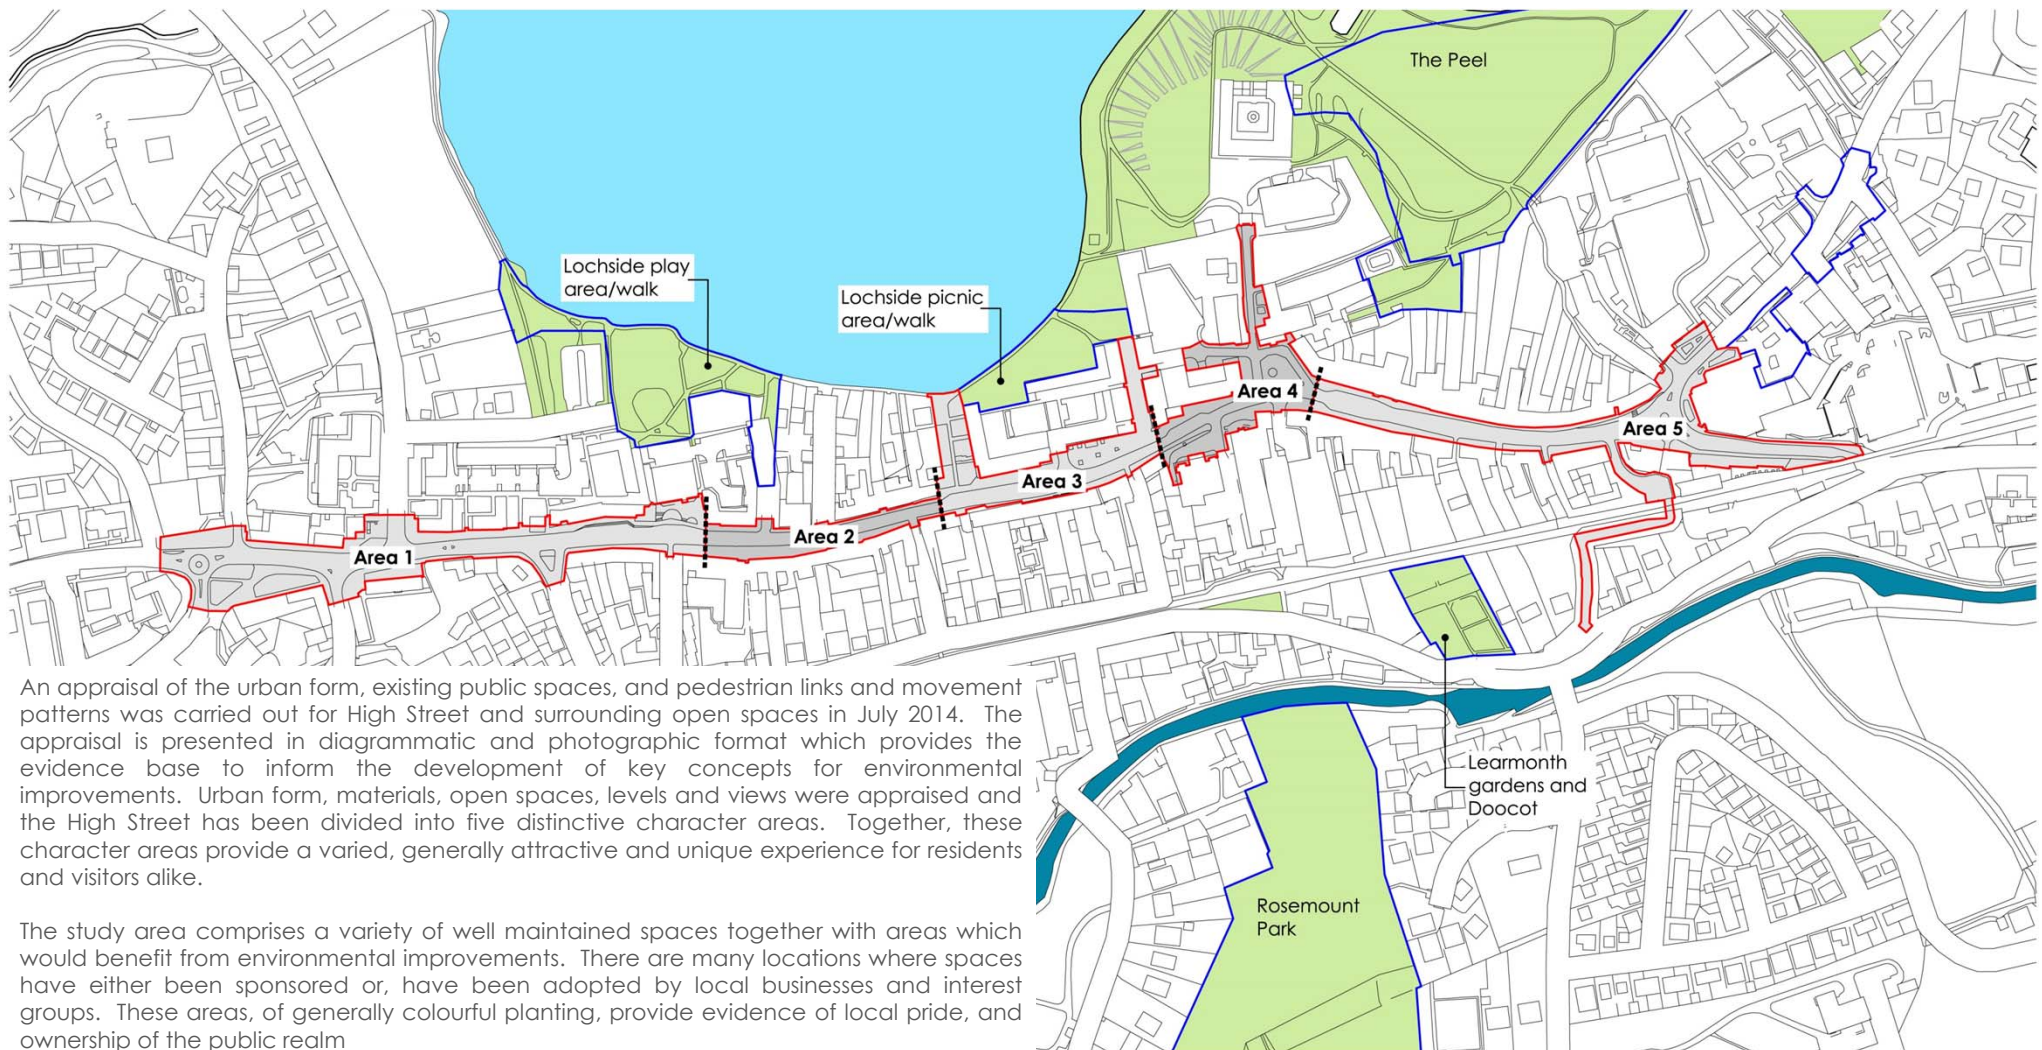 The Peel
Lochside play
area/walk
Lochside picnic
area/walk
Area 4
Area 5
Area 3
Area 2
Area 1
An appraisal of the urban form, existing public spaces, and pedestrian links and movement
patterns was carried out for High Street and surrounding open spaces in July 2014. The
appraisal is presented in diagrammatic and photographic format which provides the
evidence base to inform the development of key concepts for environmental
improvements. Urban form, materials, open spaces, levels and views were appraised and
the High Street has been divided into five distinctive character areas. Together, these
character areas provide a varied, generally attractive and unique experience for residents
and visitors alike.
The study area comprises a variety of well maintained spaces together with areas which
would benefit from environmental improvements. There are many locations where spaces
have either been sponsored or, have been adopted by local businesses and interest
groups. These areas, of generally colourful planting, provide evidence of local pride, and
ownership of the public realm
Learmonth
gardens and
Doocot
Rosemount
Park